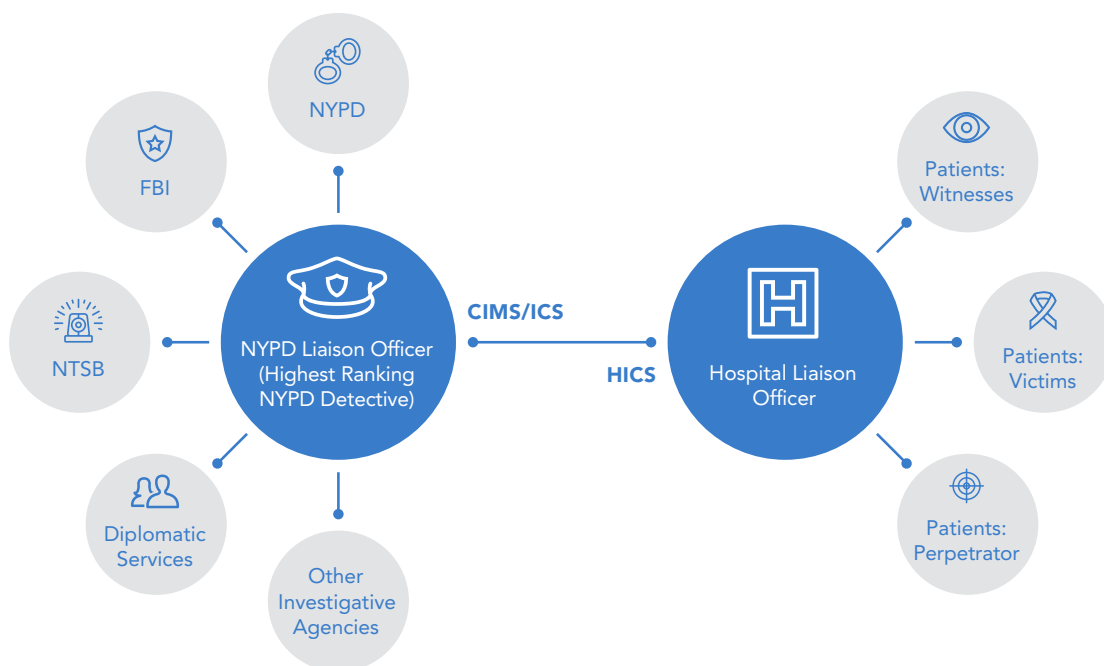 NYPD
FBI
NTSB
Diplomatic
Services
Other
Investigative
Agencies
NYPD Liaison Officer
(Highest Ranking
NYPD Detective)
CIMS/ICS
HICS
H
Hospital Liaison
Officer
Patients:
Witnesses
Patients:
Victims
Patients:
Perpetrator